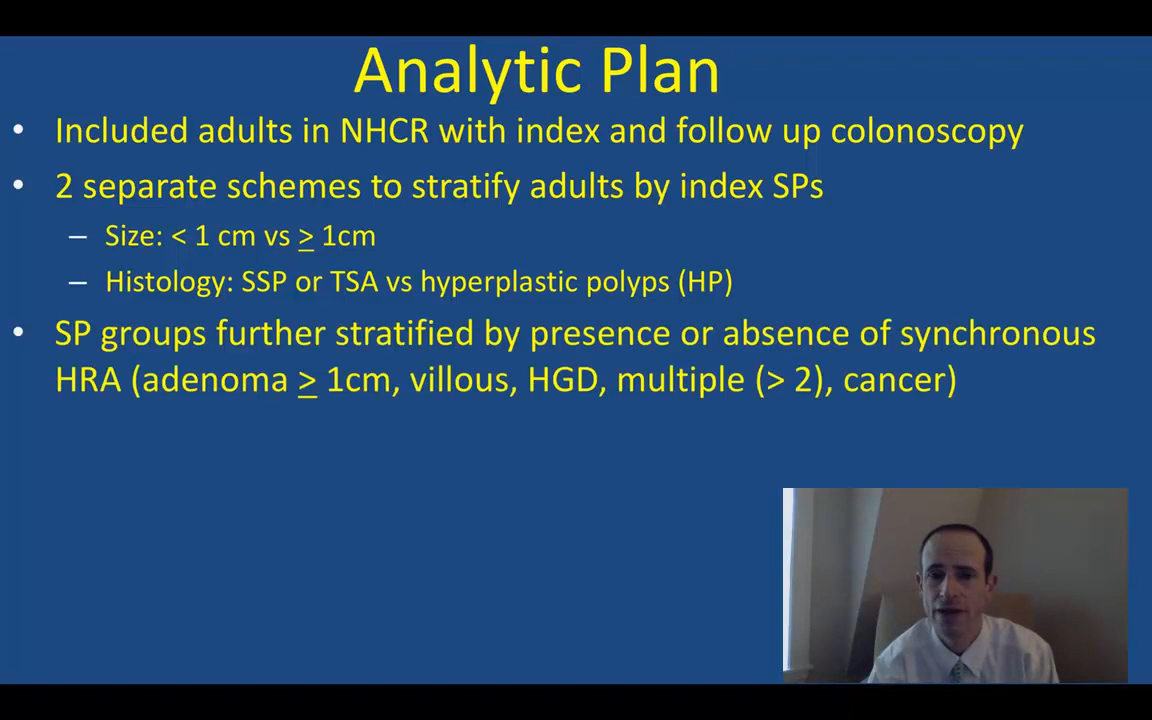 Analytic Plan
• Included adults in NHCR with index and follow up colonoscopy
• 2 separate schemes to stratify adults by index SPs
– Size: < 1 cm vs ≥ 1cm
– Histology: SSP or TSA vs hyperplastic polyps (HP)
• SP groups further stratified by presence or absence of synchronous
HRA (adenoma ≥ 1cm, villous, HGD, multiple (> 2), cancer)